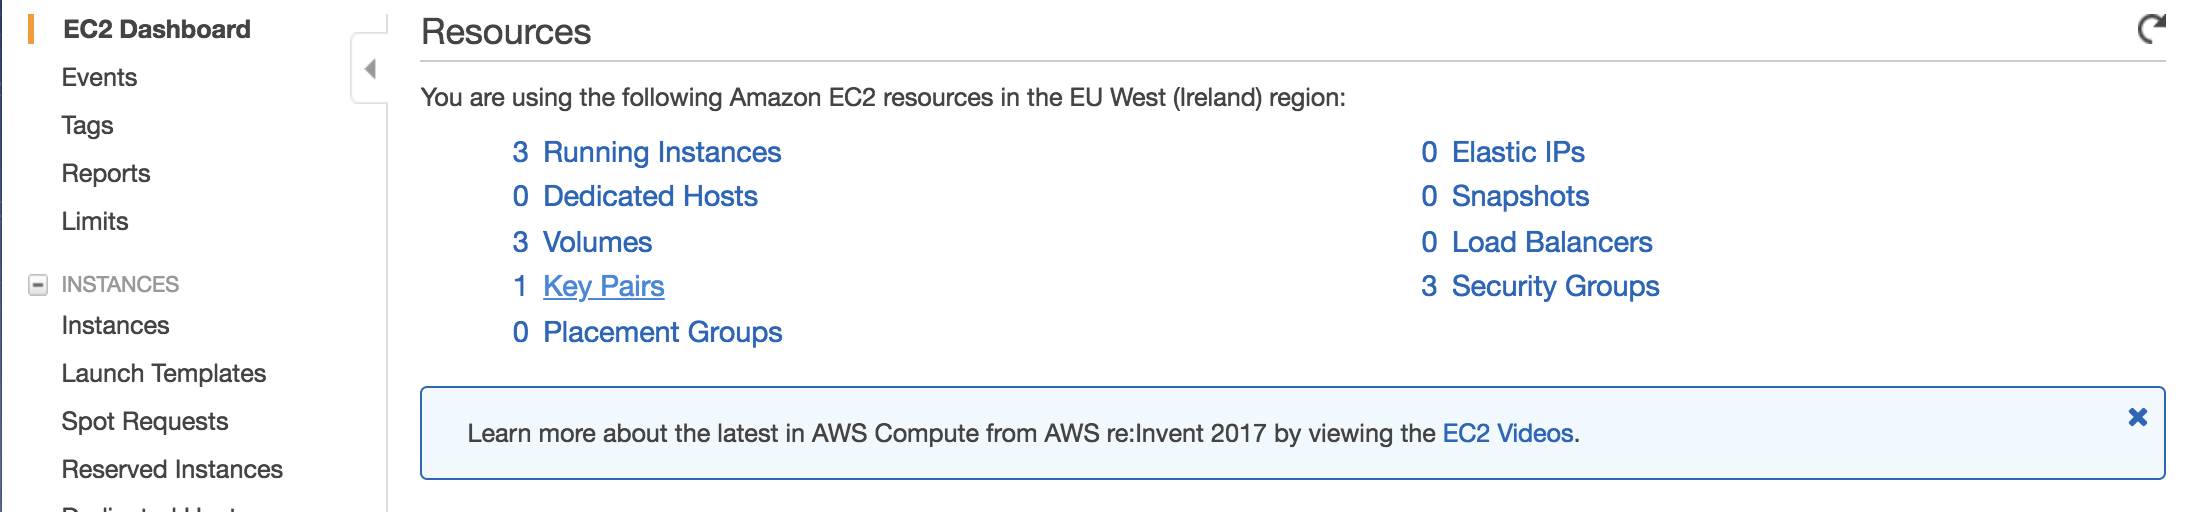 EC2 Dashboard
Events
Tags
Reports
Limits
INSTANCES
Instances
Launch Templates
Spot Requests
Reserved Instances
Resources
You are using the following Amazon EC2 resources in the EU West (Ireland) region:
3 Running Instances
0 Dedicated Hosts
3 Volumes
1 Key Pairs
0 Placement Groups
0 Elastic IPs
0 Snapshots
0 Load Balancers
3 Security Groups
Learn more about the latest in AWS Compute from AWS re:Invent 2017 by viewing the EC2 Videos.